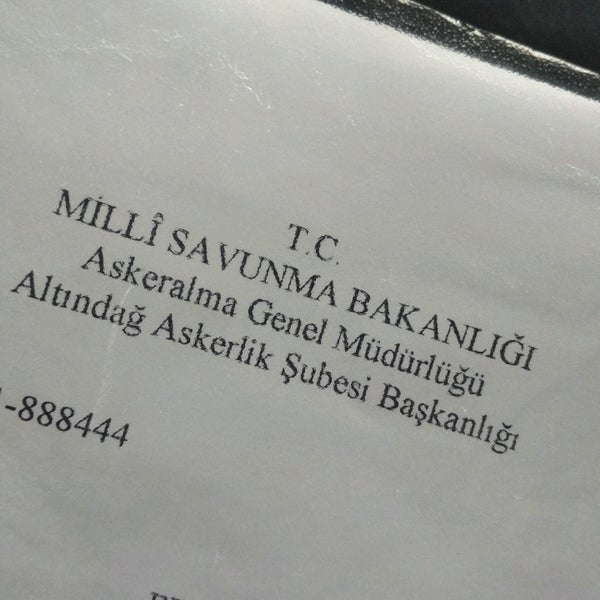 T.C.
MİLLÎ SAVUNMA BAKANLIĞI
Askeralma Genel Müdürlüğü
Altındağ Askerlik Şubesi Başkanlığı
-888444